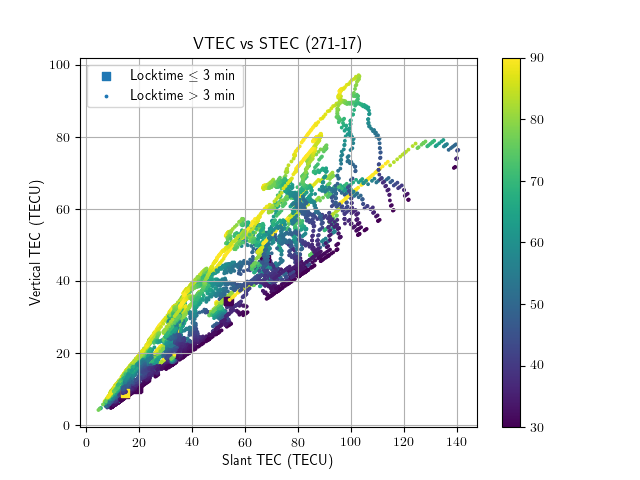 VTEC vs STEC (271-17)
Locktime ≤ 3 min
Locktime > 3 min
Vertical TEC (TECU)
100
80
60
40
20
0
0 20 40 60 80 100 120 140
Slant TEC (TECU)
90
80
70
60
50
40
30